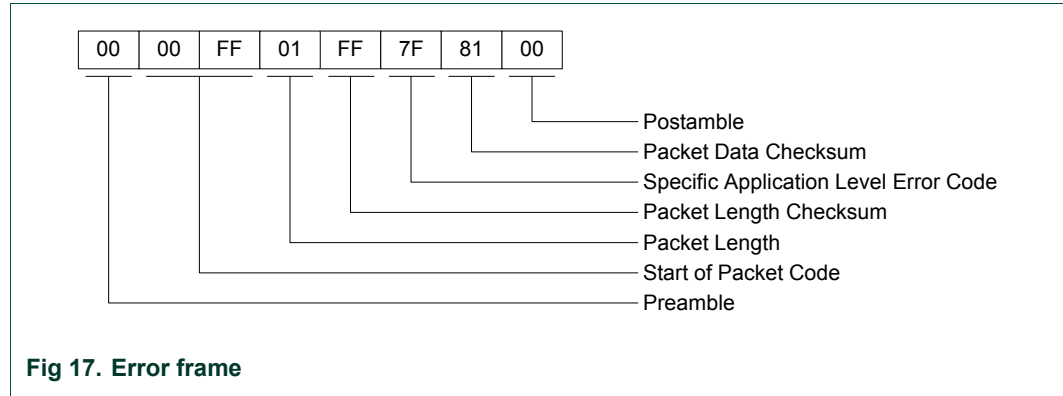 00 00 FF 01 FF 7F 81 00
Postamble
Packet Data Checksum
Specific Application Level Error Code
Packet Length Checksum
Packet Length
Start of Packet Code
Preamble
Fig 17. Error frame